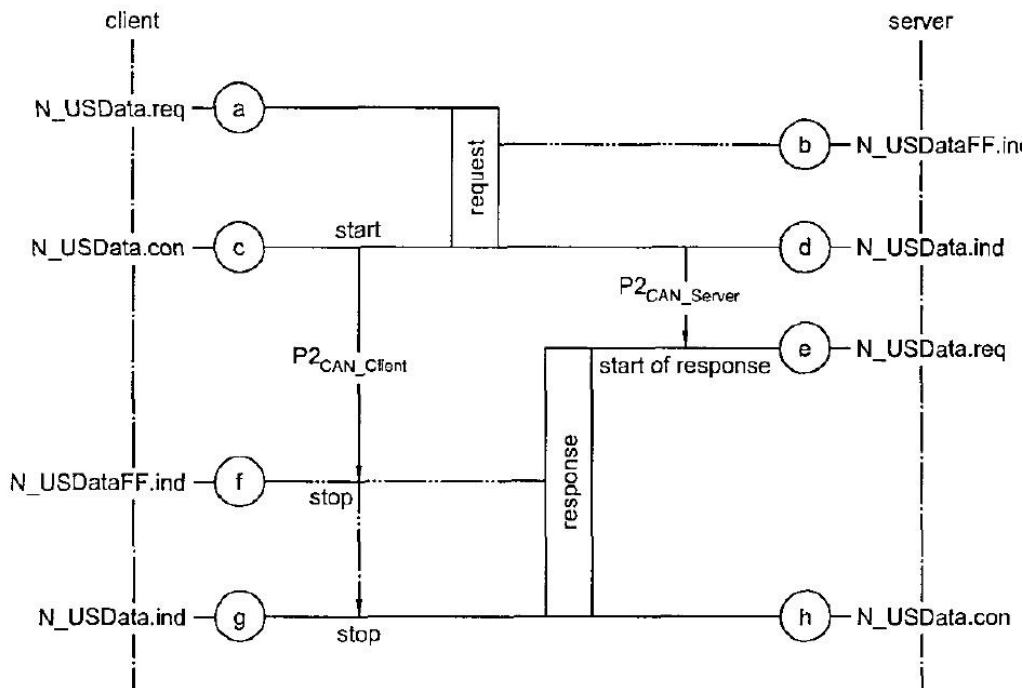 client
server
N_USData.req
a
b
N_USDataFF.in
request
N_USData.con
c
start
d
N_USData.ind
P2CAN_Server
P2CAN_Client
e
N_USData.req
start of response
response
N_USDataFF.ind
f
stop
N_USData.ind
g
stop
h
N_USData.con